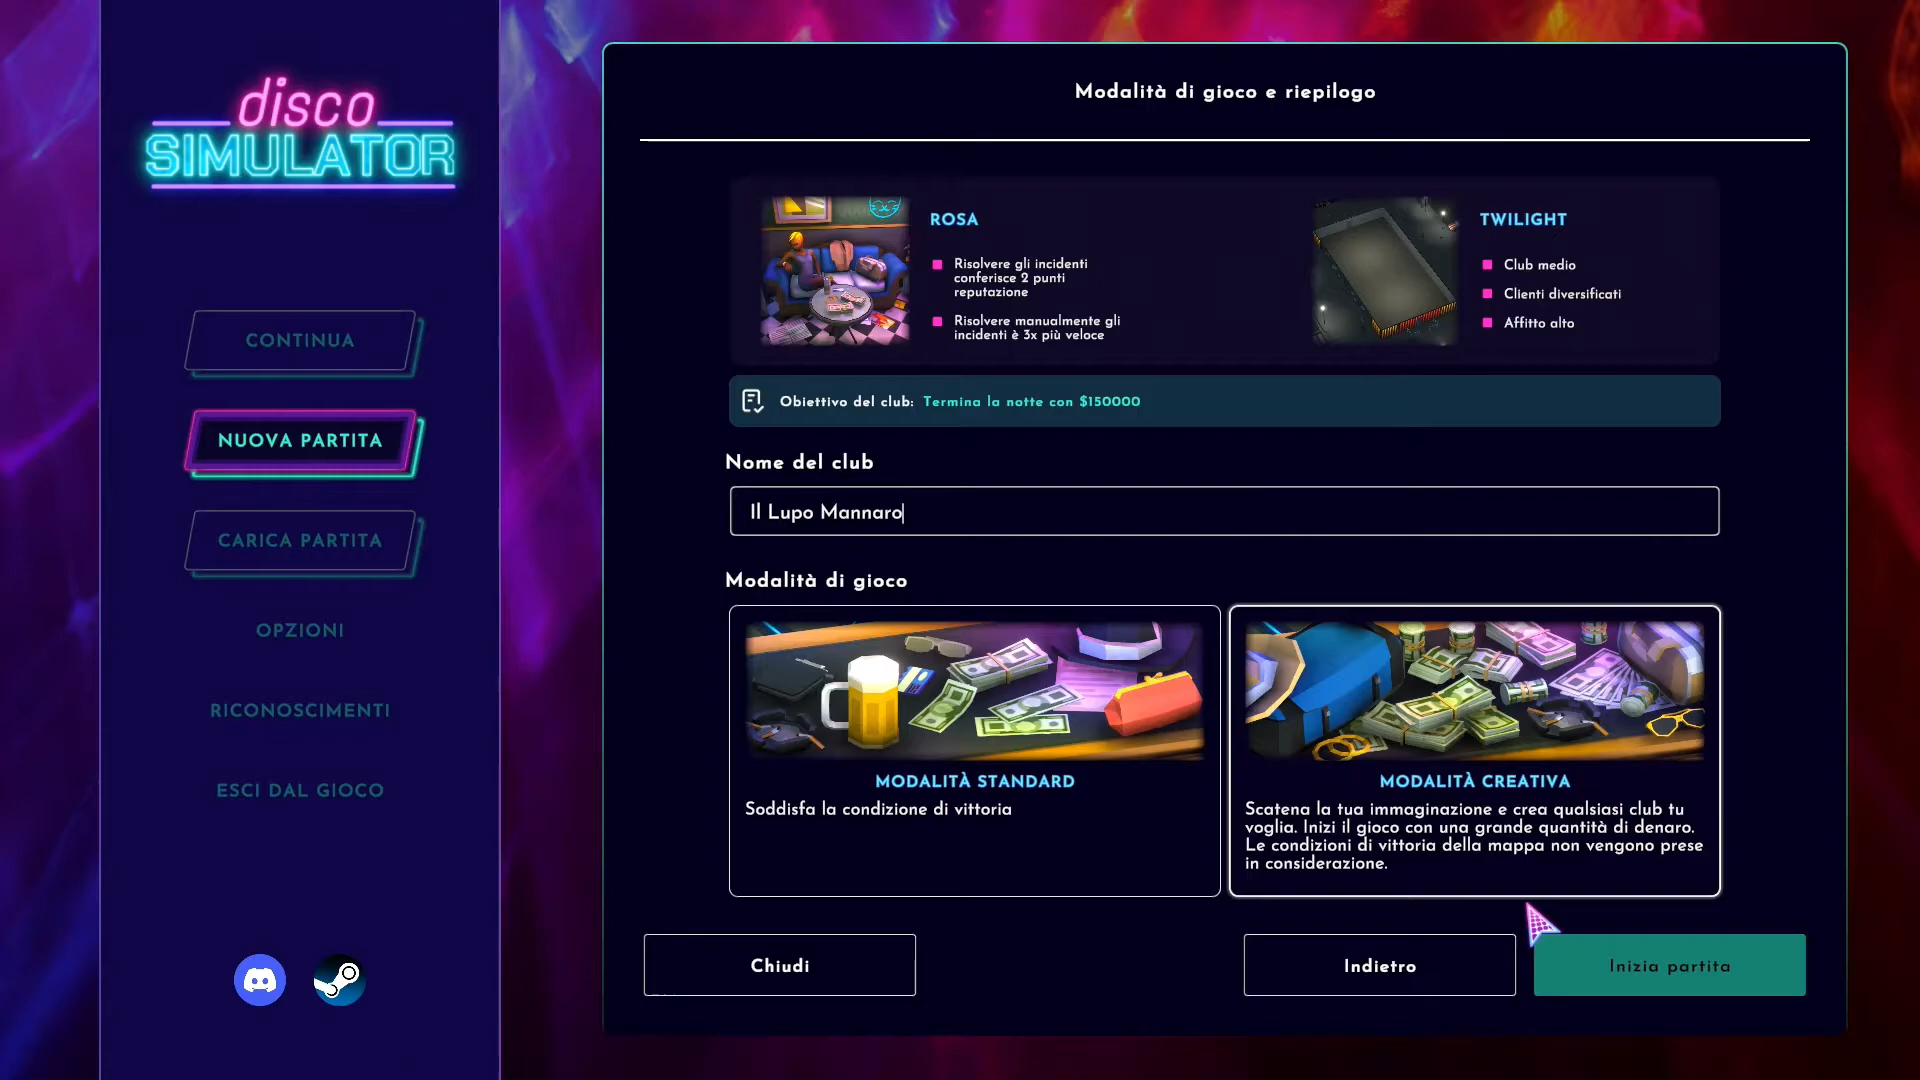 disco
SIMULATOR
CONTINUA
NUOVA PARTITA
CARICA PARTITA
OPZIONI
RICONOSCIMENTI
ESCI DAL GIOCO
Modalità di gioco e riepilogo
ROSA
Risolvere gli incidenti
conferisce 2 punti
reputazione
Risolvere manualmente gli
incidenti è 3x più veloce
TWILIGHT
Club medio
Clienti diversificati
Affitto alto
Obiettivo del club: Termina la notte con $150000
Nome del club
Il Lupo Mannaro
Modalità di gioco
MODALITÀ STANDARD
Soddisfa la condizione di vittoria
MODALITÀ CREATIVA
Scatena la tua immaginazione e crea qualsiasi club tu
voglia. Inizi il gioco con una grande quantità di denaro.
Le condizioni di vittoria della mappa non vengono prese
in considerazione.
Chiudi
Indietro
Inizia partita